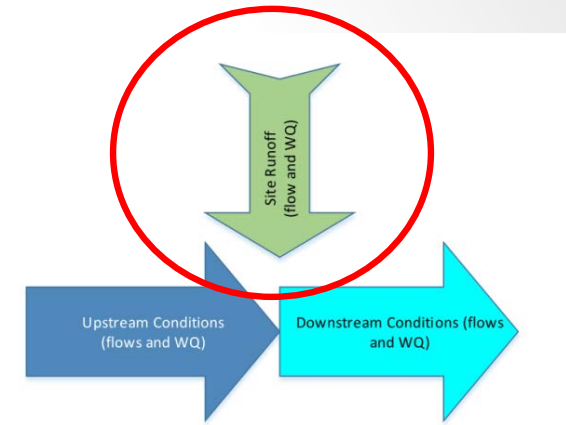 Site Runoff
(flow and WQ)
Upstream Conditions
(flows and WQ)
Downstream Conditions (flows
and WQ)